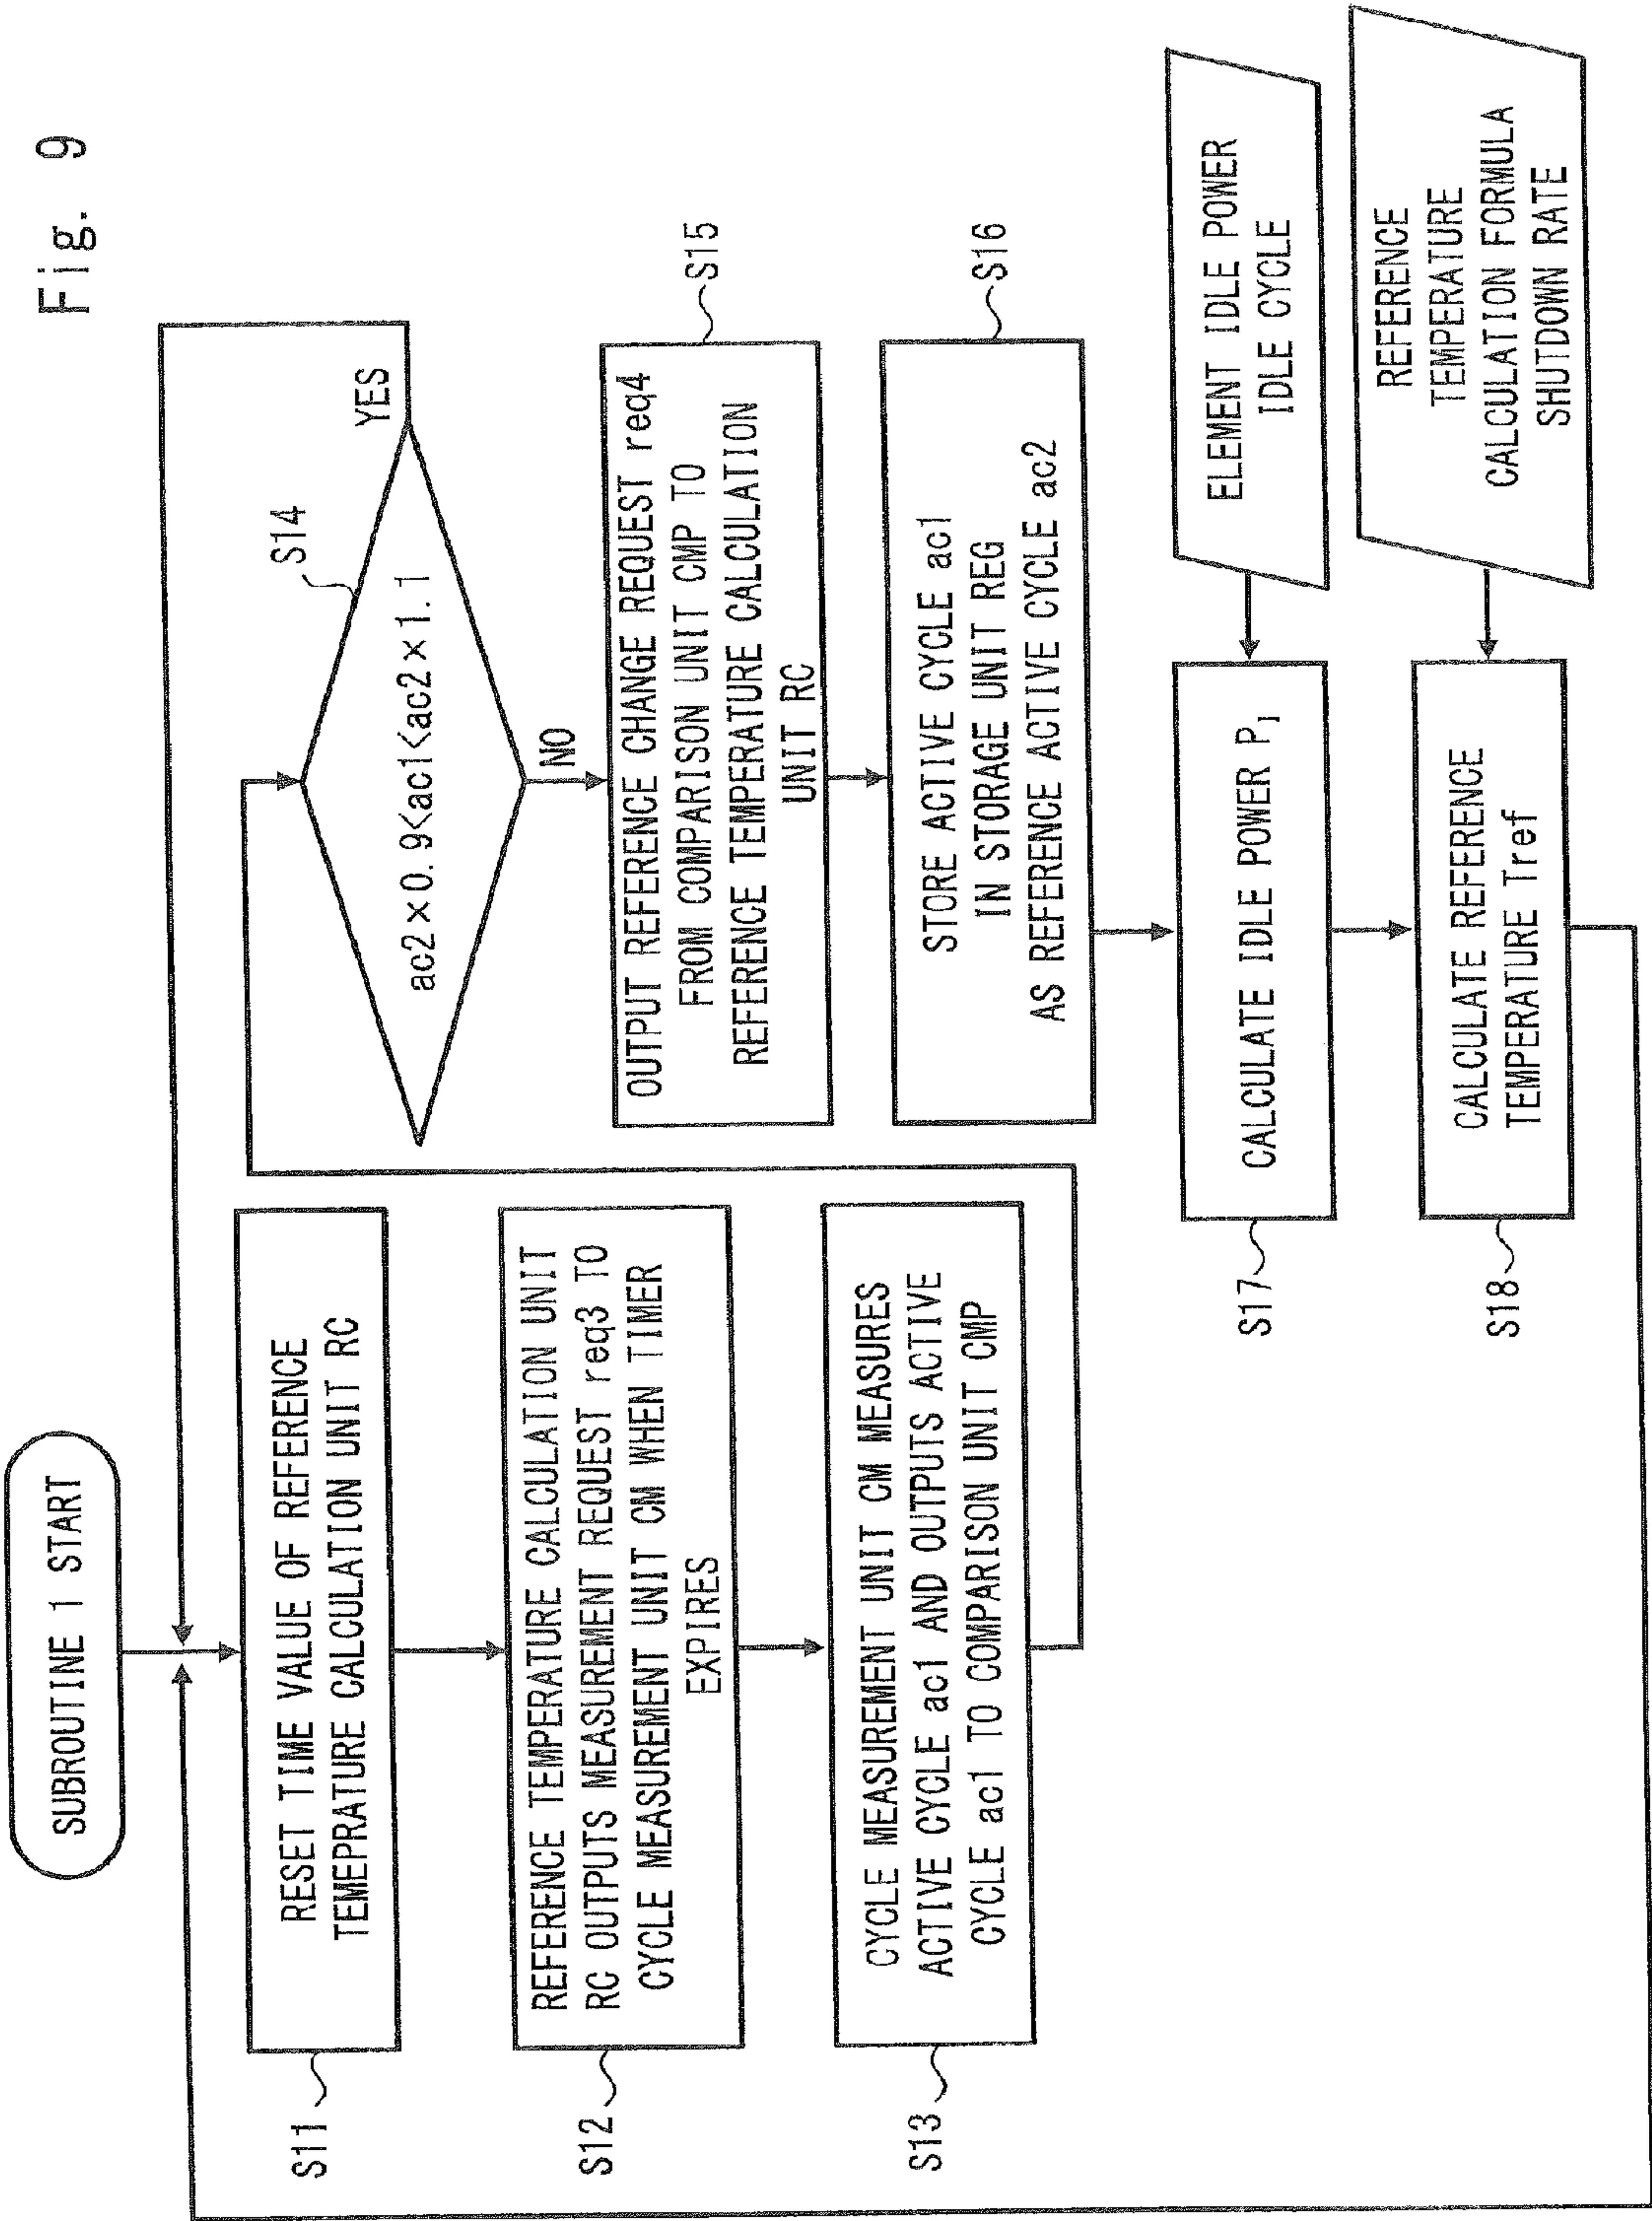 Fig. 9
SUBROUTINE 1 START
RESET TIME VALUE OF REFERENCE
TEMEPRATURE CALCULATION UNIT RC
S11
REFERENCE TEMPERATURE CALCULATION UNIT
RC OUTPUTS MEASUREMENT REQUEST req3 TO
CYCLE MEASUREMENT UNIT CM WHEN TIMER
EXPIRES
S12
CYCLE MEASUREMENT UNIT CM MEASURES
ACTIVE CYCLE ac1 AND OUTPUTS ACTIVE
CYCLE ac1 TO COMPARISON UNIT CMP
S13
S14
ac2×0.9<ac1<ac2×1.1
YES
NO
OUTPUT REFERENCE CHANGE REQUEST req4
FROM COMPARISON UNIT CMP TO
REFERENCE TEMPERATURE CALCULATION
UNIT RC
S15
STORE ACTIVE CYCLE ac1
IN STORAGE UNIT REG
AS REFERENCE ACTIVE CYCLE ac2
S16
CALCULATE IDLE POWER PI
S17
ELEMENT IDLE POWER
IDLE CYCLE
CALCULATE REFERENCE
TEMPERATURE Tref
S18
REFERENCE
TEMPERATURE
CALCULATION FORMULA
SHUTDOWN RATE